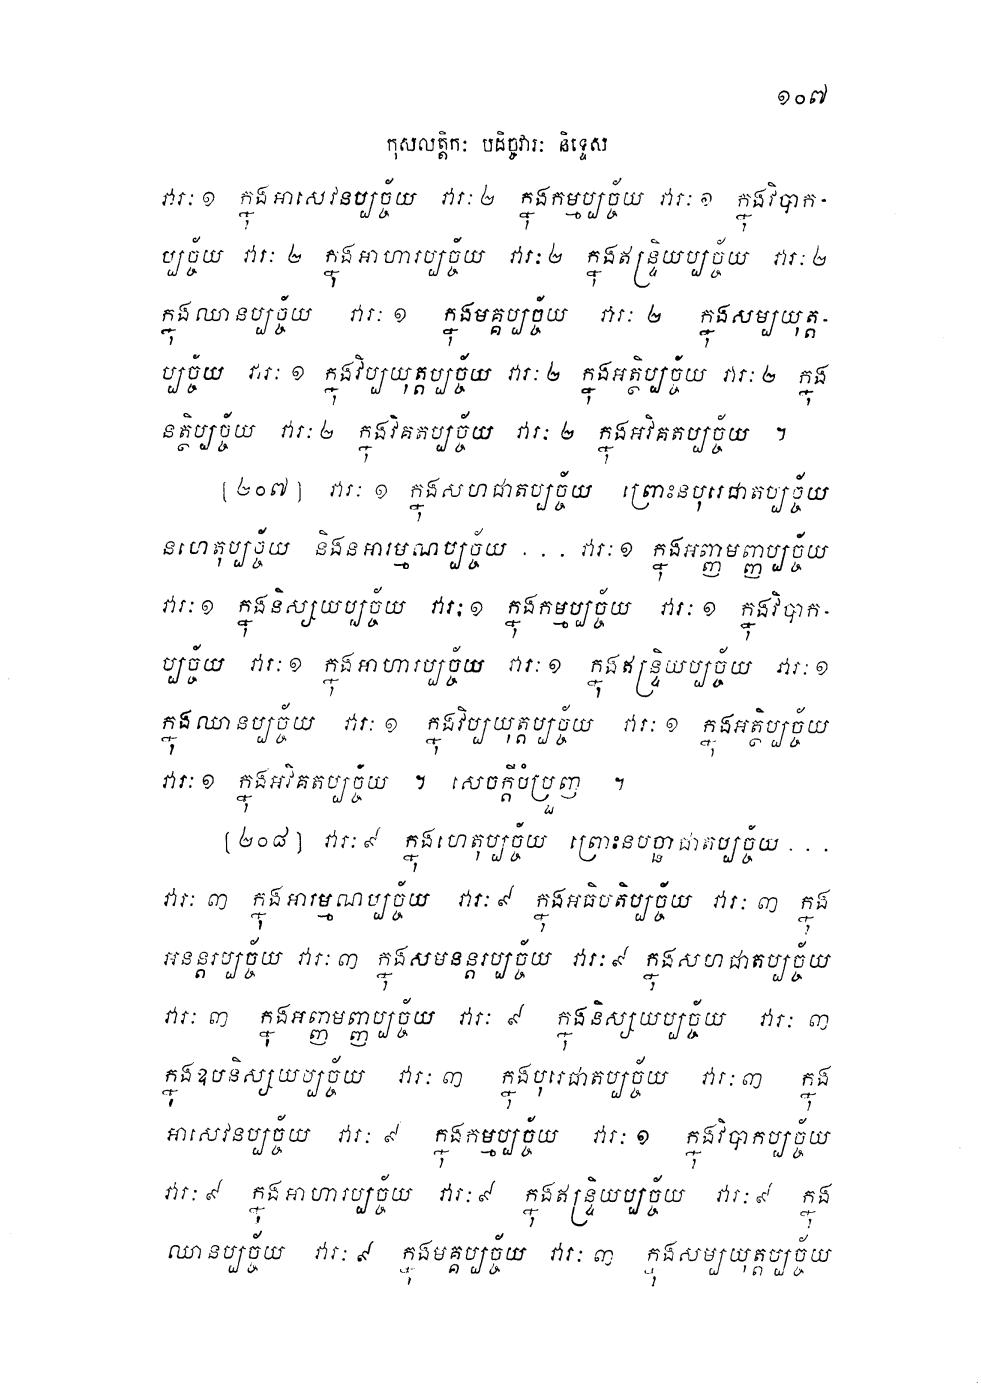 ១០៧
កុសលត្តិកៈ បដិច្ចវារៈ និទ្ទេស
វារៈ ១ ក្នុងអាសេវនប្បច្ច័យ វារៈ ២ ក្នុងកម្មប្បច្ច័យ វារៈ ១ ក្នុងវិបាក-
ប្បច្ច័យ វារៈ ២ ក្នុងអាហារប្បច្ច័យ វារៈ ២ ក្នុងឥន្ទ្រិយប្បច្ច័យ វារៈ ២
ក្នុងឈានប្បច្ច័យ វារៈ ១ ក្នុងមគ្គប្បច្ច័យ វារៈ ២ ក្នុងសម្បយុត្ត-
ប្បច្ច័យ វារៈ ១ ក្នុងវិប្បយុត្តប្បច្ច័យ វារៈ ២ ក្នុងអត្ថិប្បច្ច័យ វារៈ ២ ក្នុង
នត្ថិប្បច្ច័យ វារៈ ២ ក្នុងវិគតប្បច្ច័យ វារៈ ២ ក្នុងអវិគតប្បច្ច័យ ។
[២០៧] វារៈ ១ ក្នុងសហជាតប្បច្ច័យ ព្រោះនបុរេជាតប្បច្ច័យ
នហេតុប្បច្ច័យ និងនអារម្មណប្បច្ច័យ . . . វារៈ ១ ក្នុងអញ្ញមញ្ញប្បច្ច័យ
វារៈ ១ ក្នុងនិស្សយប្បច្ច័យ វារៈ ១ ក្នុងកម្មប្បច្ច័យ វារៈ ១ ក្នុងវិបាក-
ប្បច្ច័យ វារៈ ១ ក្នុងអាហារប្បច្ច័យ វារៈ ១ ក្នុងឥន្ទ្រិយប្បច្ច័យ វារៈ ១
ក្នុងឈានប្បច្ច័យ វារៈ ១ ក្នុងវិប្បយុត្តប្បច្ច័យ វារៈ ១ ក្នុងអត្ថិប្បច្ច័យ
វារៈ ១ ក្នុងអវិគតប្បច្ច័យ ។ សេចក្តីបំប្រួញ ។
[២០៨] វារៈ ៩ ក្នុងហេតុប្បច្ច័យ ព្រោះនបច្ឆាជាតប្បច្ច័យ . . .
វារៈ ៣ ក្នុងអារម្មណប្បច្ច័យ វារៈ ៩ ក្នុងអធិបតិប្បច្ច័យ វារៈ ៣ ក្នុង
អនន្តរប្បច្ច័យ វារៈ ៣ ក្នុងសមនន្តរប្បច្ច័យ វារៈ ៩ ក្នុងសហជាតប្បច្ច័យ
វារៈ ៣ ក្នុងអញ្ញមញ្ញប្បច្ច័យ វារៈ ៩ ក្នុងនិស្សយប្បច្ច័យ វារៈ ៣
ក្នុងឧបនិស្សយប្បច្ច័យ វារៈ ៣ ក្នុងបុរេជាតប្បច្ច័យ វារៈ ៣ ក្នុង
អាសេវនប្បច្ច័យ វារៈ ៩ ក្នុងកម្មប្បច្ច័យ វារៈ ១ ក្នុងវិបាកប្បច្ច័យ
វារៈ ៩ ក្នុងអាហារប្បច្ច័យ វារៈ ៩ ក្នុងឥន្ទ្រិយប្បច្ច័យ វារៈ ៩ ក្នុង
ឈានប្បច្ច័យ វារៈ ៩ ក្នុងមគ្គប្បច្ច័យ វារៈ ៣ ក្នុងសម្បយុត្តប្បច្ច័យ